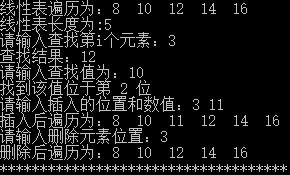 线性表遍历为: 8  10  12  14  16
线性表长度为:5
请输入查找第1个元素: 3
查找结果: 12
请输入查找值为: 10
找到该值位于第 2 位
请输入插入的位置和数值: 3 11
插入后遍历为: 8  10  11  12  14  16
请输入删除元素位置: 3
删除后遍历为: 8  10  12  14  16
************************************